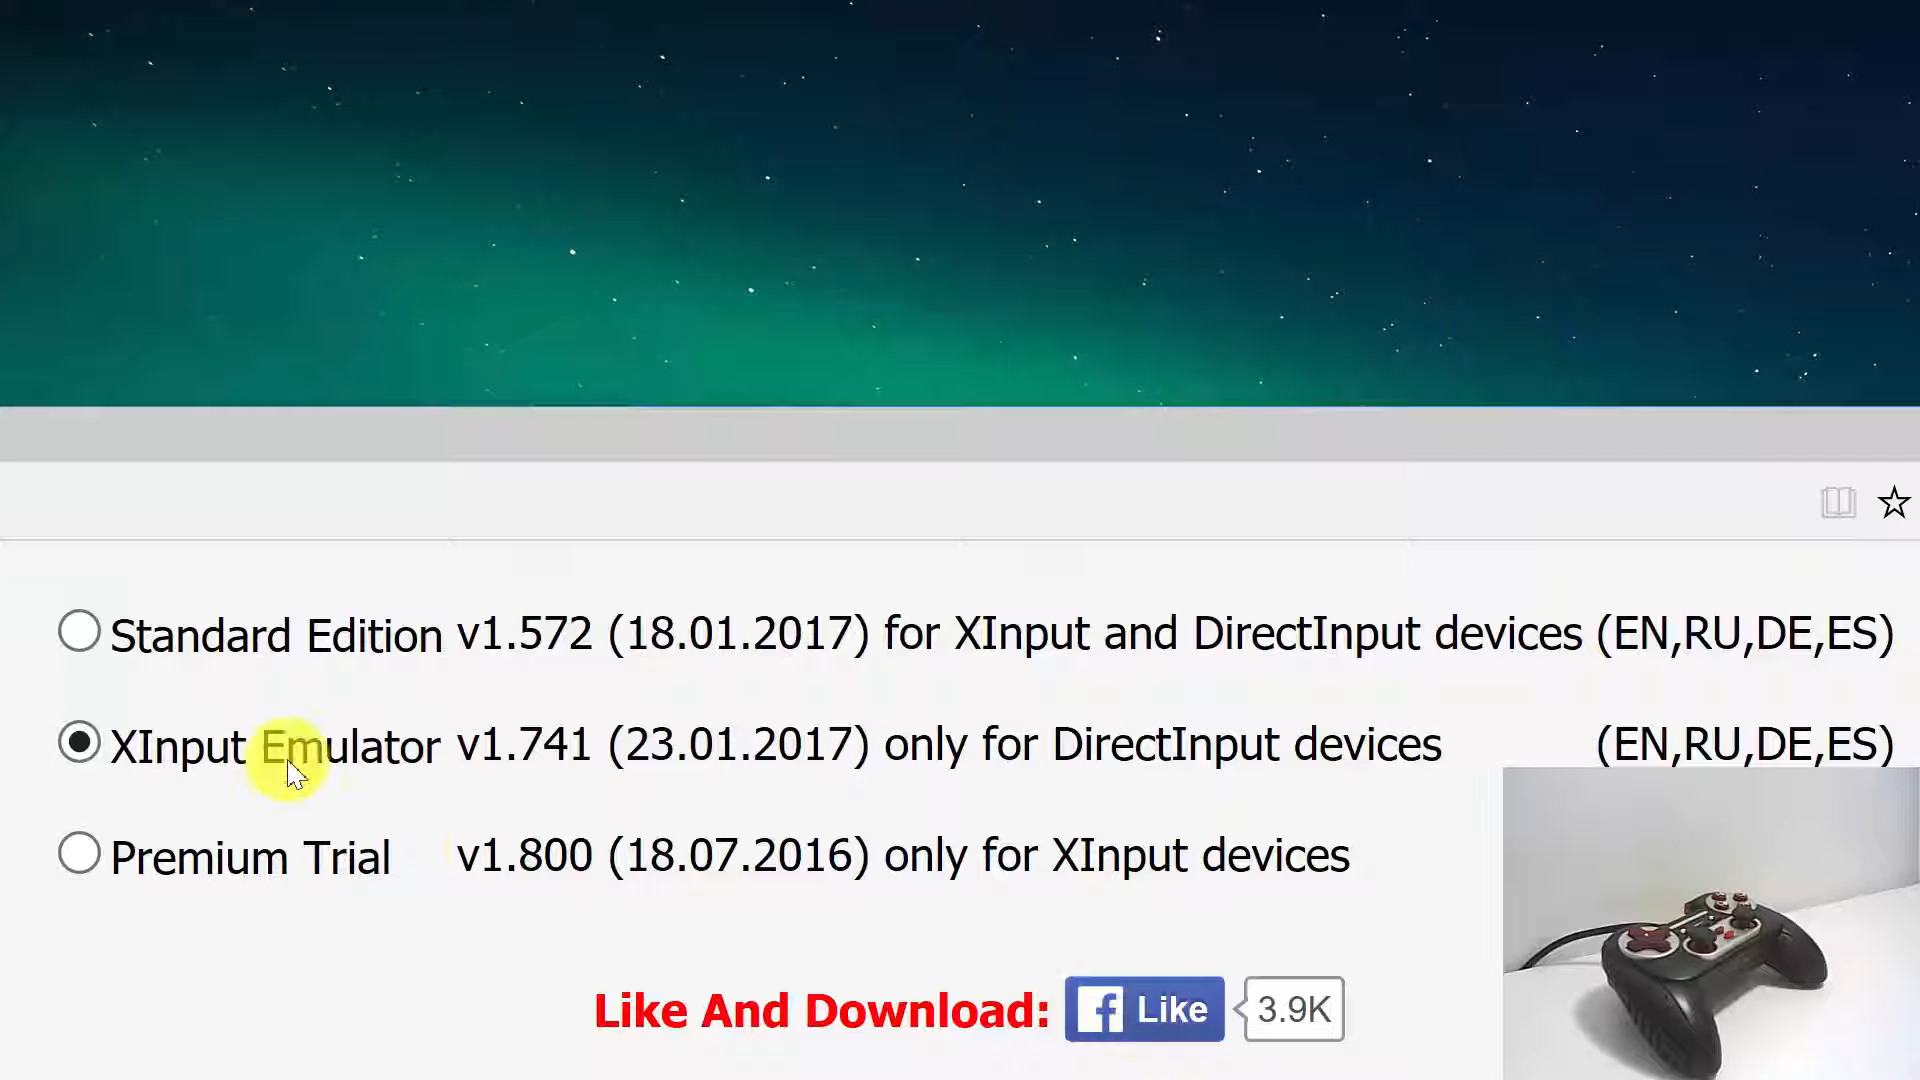 Standard Edition v1.572 (18.01.2017) for XInput and DirectInput devices (EN,RU,DE,ES)
XInput Emulator v1.741 (23.01.2017) only for DirectInput devices (EN,RU,DE,ES)
Premium Trial v1.800 (18.07.2016) only for XInput devices
Like And Download: f Like 3.9K